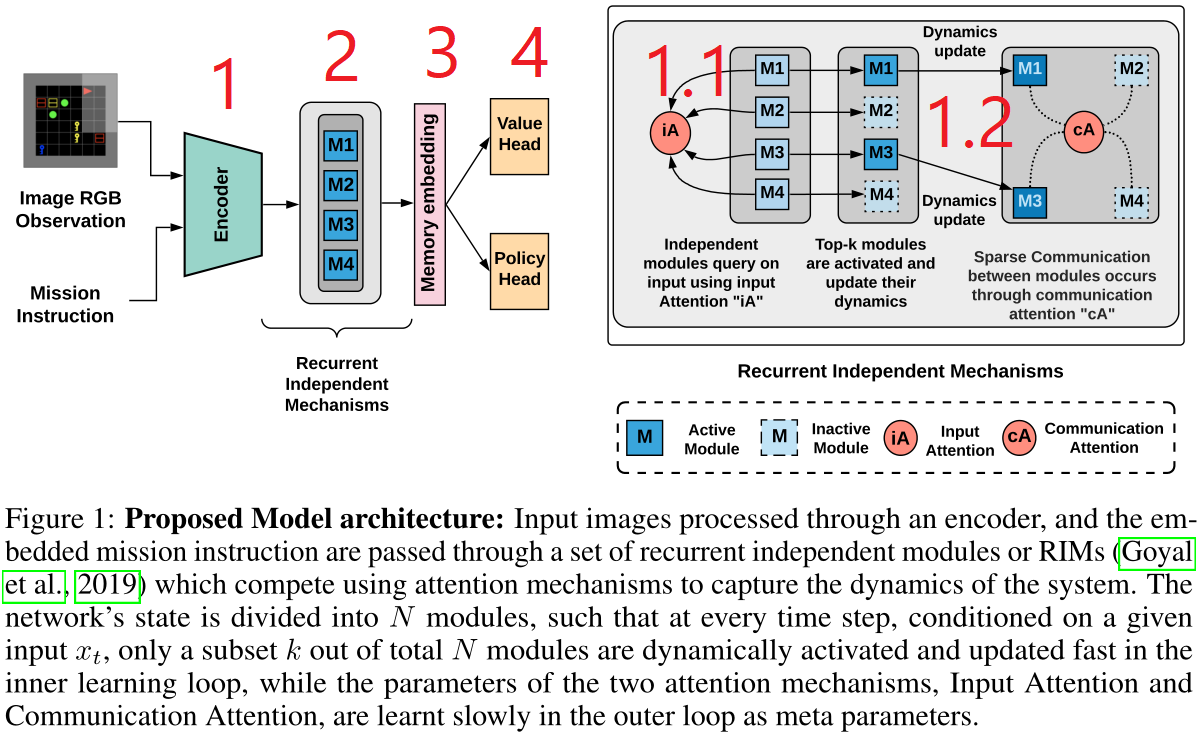 1
2
3
4
Image RGB
Observation
Mission
Instruction
Encoder
M1
M2
M3
M4
Memory embedding
Value
Head
Policy
Head
Recurrent
Independent
Mechanisms
1.1
1.2
iA
M1
M2
M3
M4
M1
M2
M3
M4
Dynamics
update
Dynamics
update
M1
M2
cA
M3
M4
Independent
modules query on
input using input
Attention "iA"
Top-k modules
are activated and
update their
dynamics
Sparse Communication
between modules occurs
through communication
attention "cA"
Recurrent Independent Mechanisms
M
Active
Module
M
Inactive
Module
iA
Input
Attention
cA
Communication
Attention
Figure 1: Proposed Model architecture: Input images processed through an encoder, and the em-
bedded mission instruction are passed through a set of recurrent independent modules or RIMs (Goyal
et al., 2019) which compete using attention mechanisms to capture the dynamics of the system. The
network's state is divided into N modules, such that at every time step, conditioned on a given
input xₜ, only a subset k out of total N modules are dynamically activated and updated fast in the
inner learning loop, while the parameters of the two attention mechanisms, Input Attention and
Communication Attention, are learnt slowly in the outer loop as meta parameters.